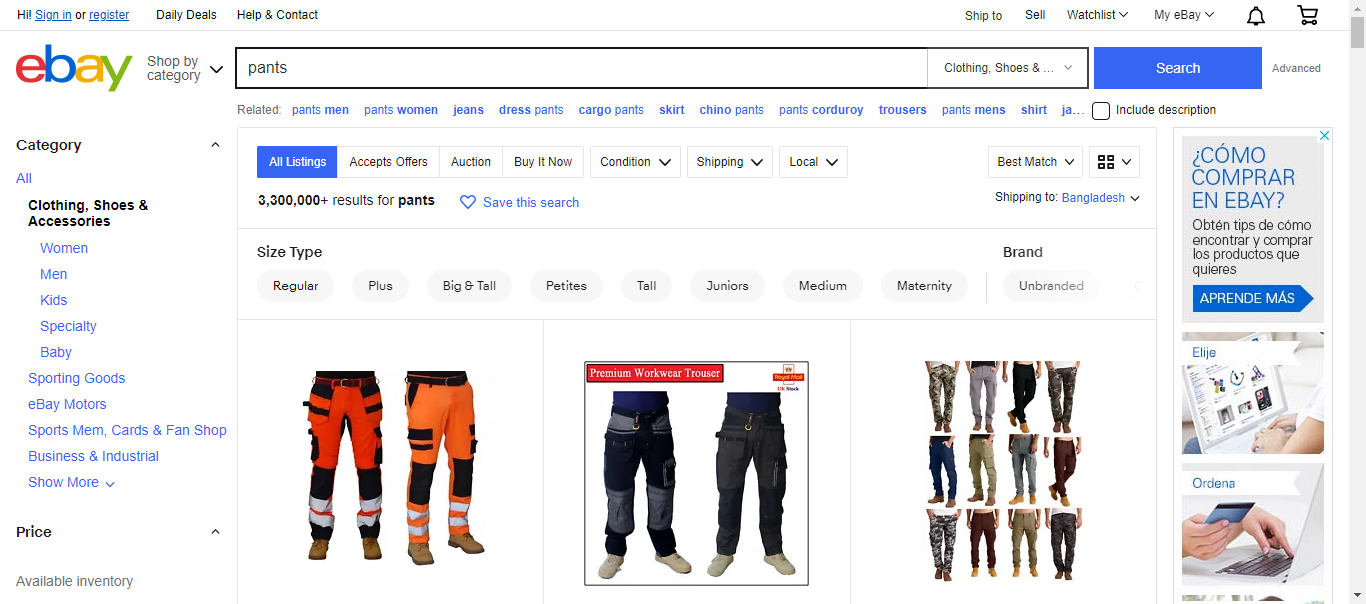 Hi! Sign in or register
Daily Deals
Help & Contact
Ship to
Sell
Watchlist
My eBay
ebay
Shop by
category
pants
Clothing, Shoes & ...
Search
Advanced
Related: pants men pants women jeans dress pants cargo pants skirt chino pants pants corduroy trousers pants mens shirt ja...
Include description
Category
All
Clothing, Shoes &
Accessories
Women
Men
Kids
Specialty
Baby
Sporting Goods
eBay Motors
Sports Mem, Cards & Fan Shop
Business & Industrial
Show More
Price
Available inventory
All Listings
Accepts Offers
Auction
Buy It Now
Condition
Shipping
Local
Best Match
3,300,000+ results for pants
Save this search
Shipping to: Bangladesh
Size Type
Regular
Plus
Big & Tall
Petites
Tall
Juniors
Medium
Maternity
Brand
Unbranded
Premium Workwear Trouser
Royal Mail
UK Stock
¿CÓMO
COMPRAR
EN EBAY?
Obtén tips de cómo
encontrar y comprar
los productos que
quieres
APRENDE MÁS
Elije
Ordena